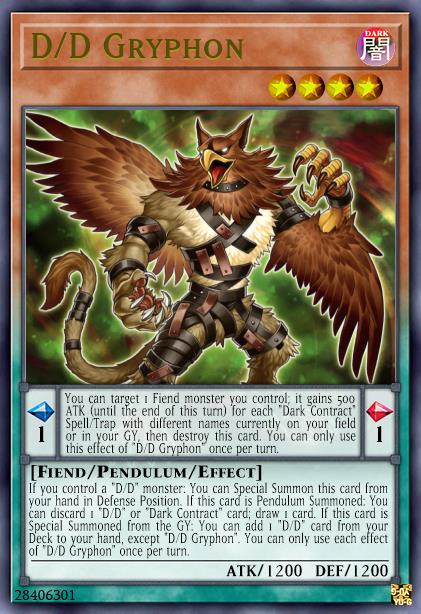 D/D Gryphon
DARK
闇
You can target 1 Fiend monster you control; it gains 500
ATK (until the end of this turn) for each "Dark Contract"
Spell/Trap with different names currently on your field
or in your GY, then destroy this card. You can only use
this effect of "D/D Gryphon" once per turn.
1
1
[Fiend/Pendulum/Effect]
If you control a "D/D" monster: You can Special Summon this card from
your hand in Defense Position. If this card is Pendulum Summoned: You
can discard 1 "D/D" or "Dark Contract" card; draw 1 card. If this card is
Special Summoned from the GY: You can add 1 "D/D" card from your
Deck to your hand, except "D/D Gryphon". You can only use each effect
of "D/D Gryphon" once per turn.
ATK/1200 DEF/1200
28406301